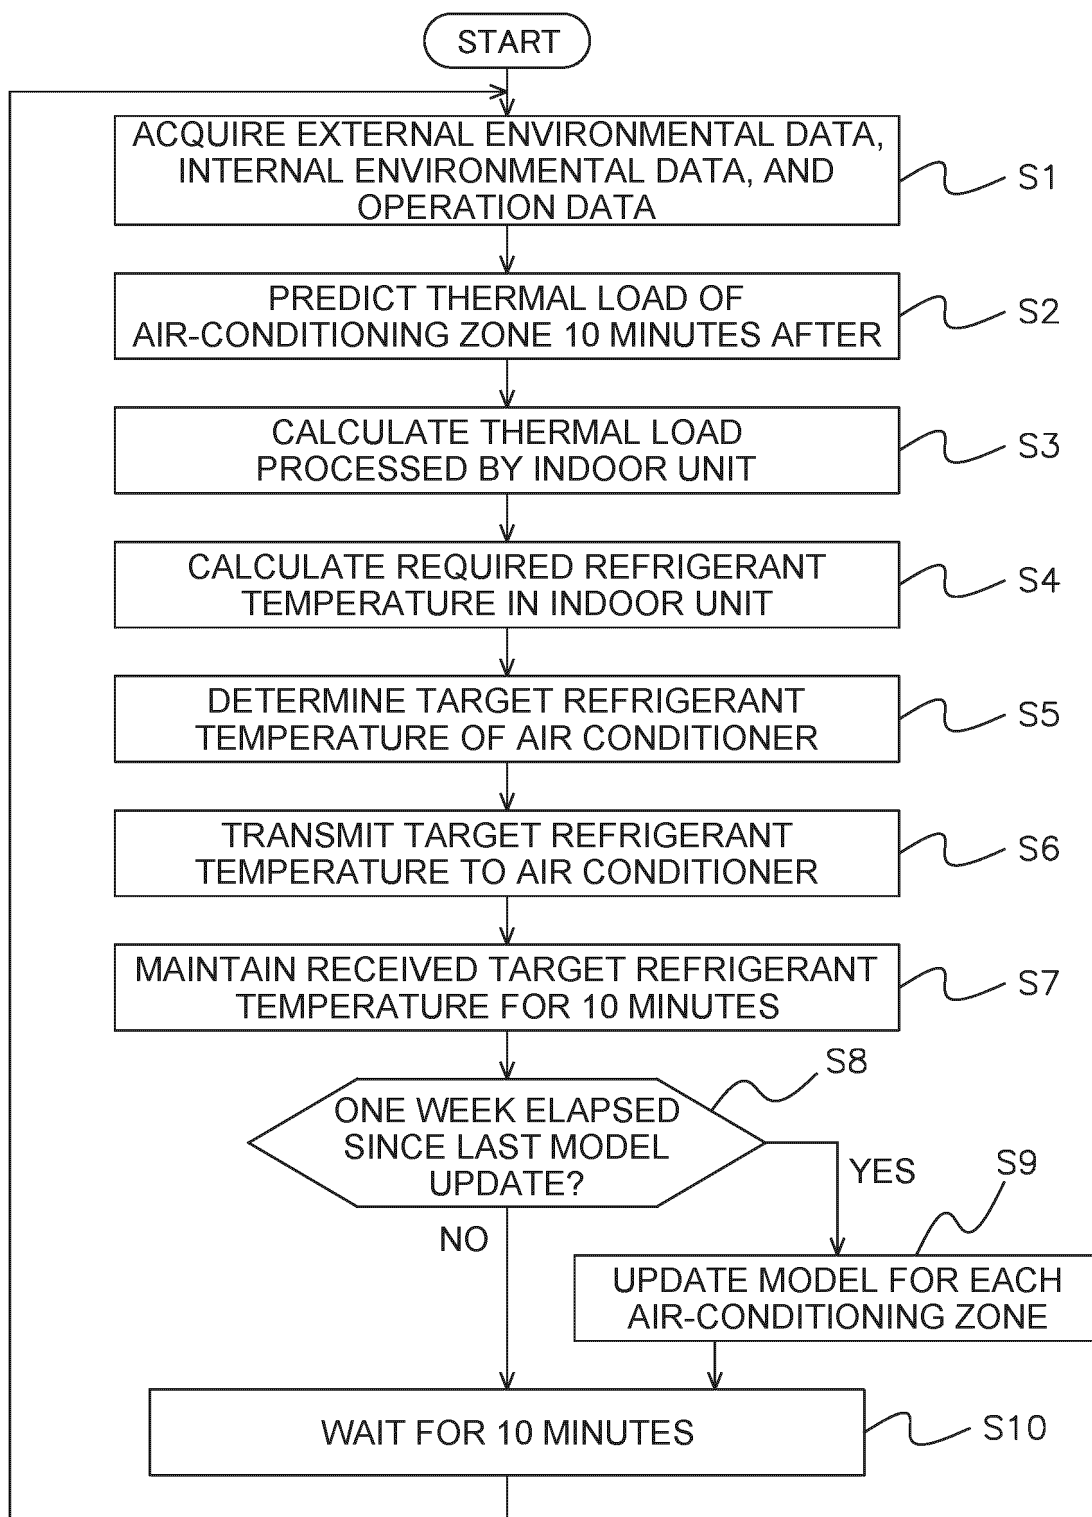 START
ACQUIRE EXTERNAL ENVIRONMENTAL DATA,
INTERNAL ENVIRONMENTAL DATA, AND
OPERATION DATA
S1
PREDICT THERMAL LOAD OF
AIR-CONDITIONING ZONE 10 MINUTES AFTER
S2
CALCULATE THERMAL LOAD
PROCESSED BY INDOOR UNIT
S3
CALCULATE REQUIRED REFRIGERANT
TEMPERATURE IN INDOOR UNIT
S4
DETERMINE TARGET REFRIGERANT
TEMPERATURE OF AIR CONDITIONER
S5
TRANSMIT TARGET REFRIGERANT
TEMPERATURE TO AIR CONDITIONER
S6
MAINTAIN RECEIVED TARGET REFRIGERANT
TEMPERATURE FOR 10 MINUTES
S7
ONE WEEK ELAPSED
SINCE LAST MODEL
UPDATE?
S8
YES
NO
S9
UPDATE MODEL FOR EACH
AIR-CONDITIONING ZONE
WAIT FOR 10 MINUTES
S10